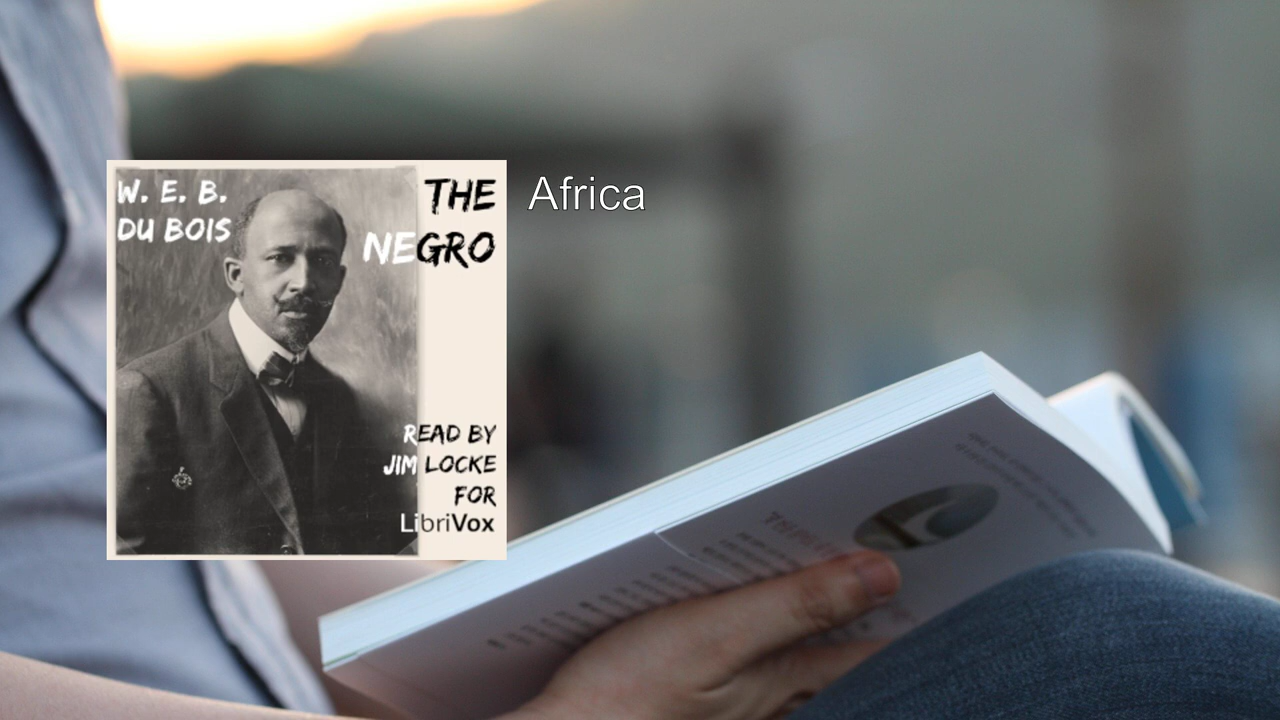 W. E. B.
DU BOIS
THE
NEGRO
READ BY
JIM LOCKE
FOR
LibriVox
Africa